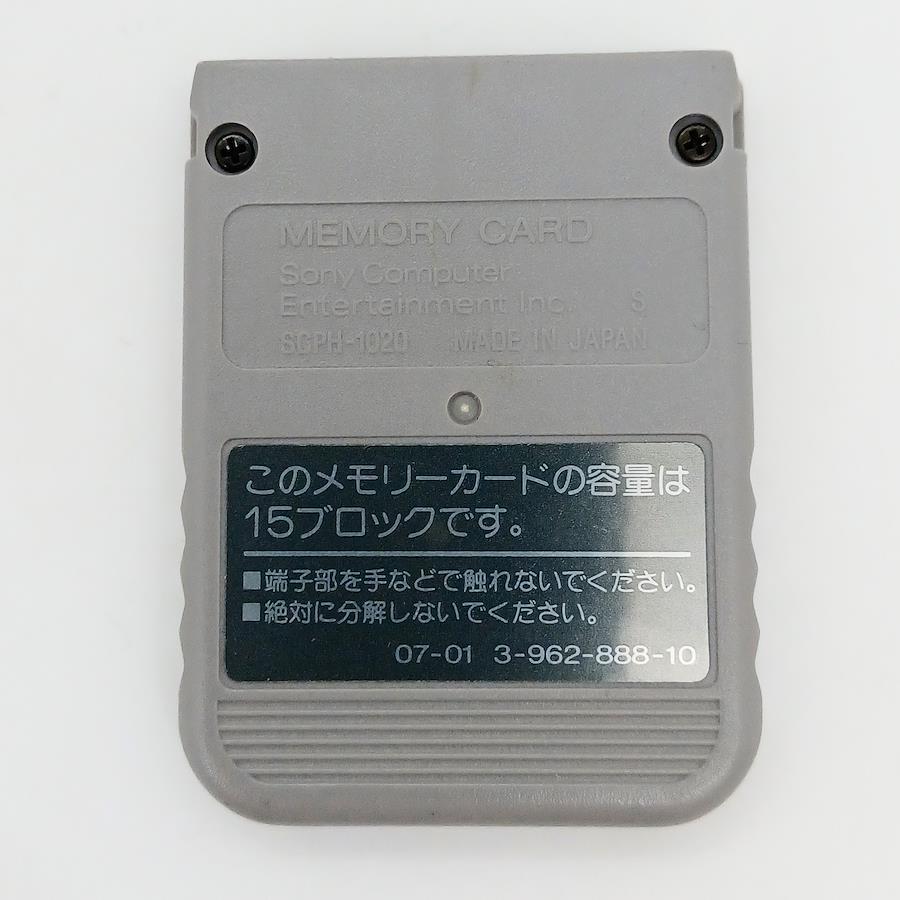 MEMORY CARD
Sony Computer
Entertainment Inc. S
SCPH-1020 MADE IN JAPAN
このメモリーカードの容量は
15ブロックです。
■端子部を手などで触れないでください。
■絶対に分解しないでください。
07-01 3-962-888-10